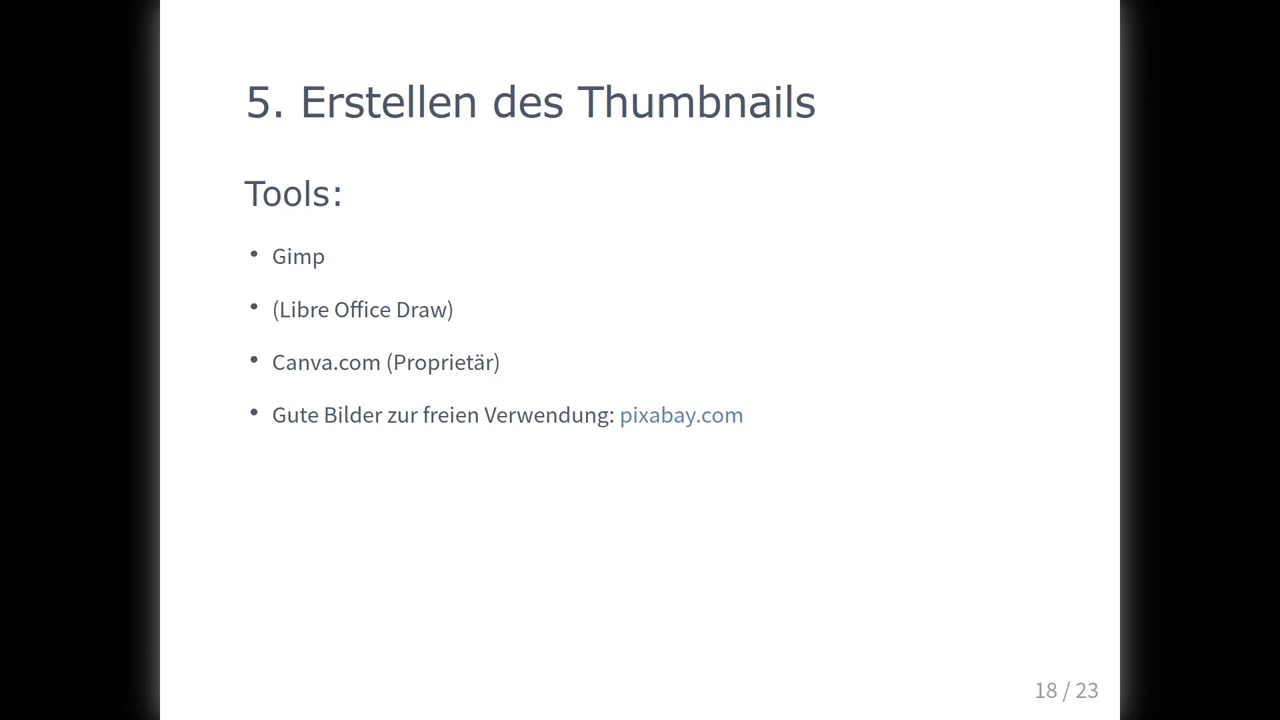 5. Erstellen des Thumbnails
Tools:
• Gimp
• (Libre Office Draw)
• Canva.com (Proprietär)
• Gute Bilder zur freien Verwendung: pixabay.com
18 / 23